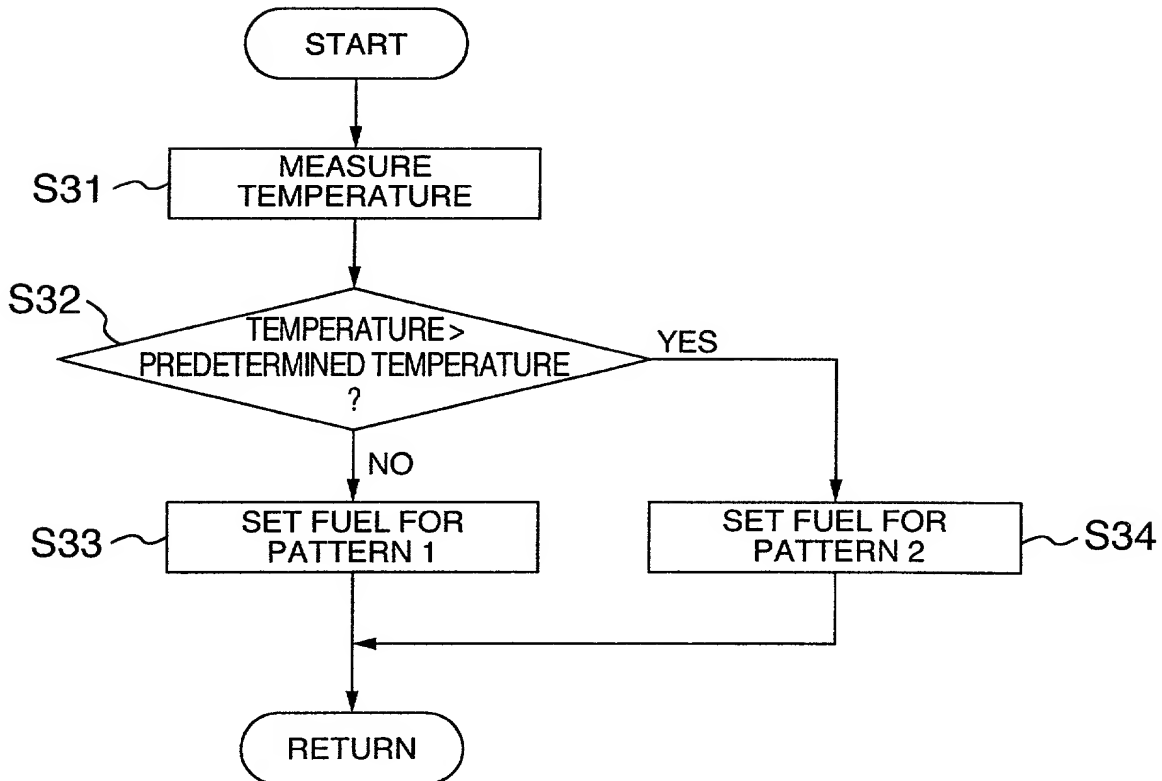 START
MEASURE
TEMPERATURE
S31
S32
TEMPERATURE >
PREDETERMINED TEMPERATURE
?
YES
NO
SET FUEL FOR
PATTERN 1
S33
SET FUEL FOR
PATTERN 2
S34
RETURN